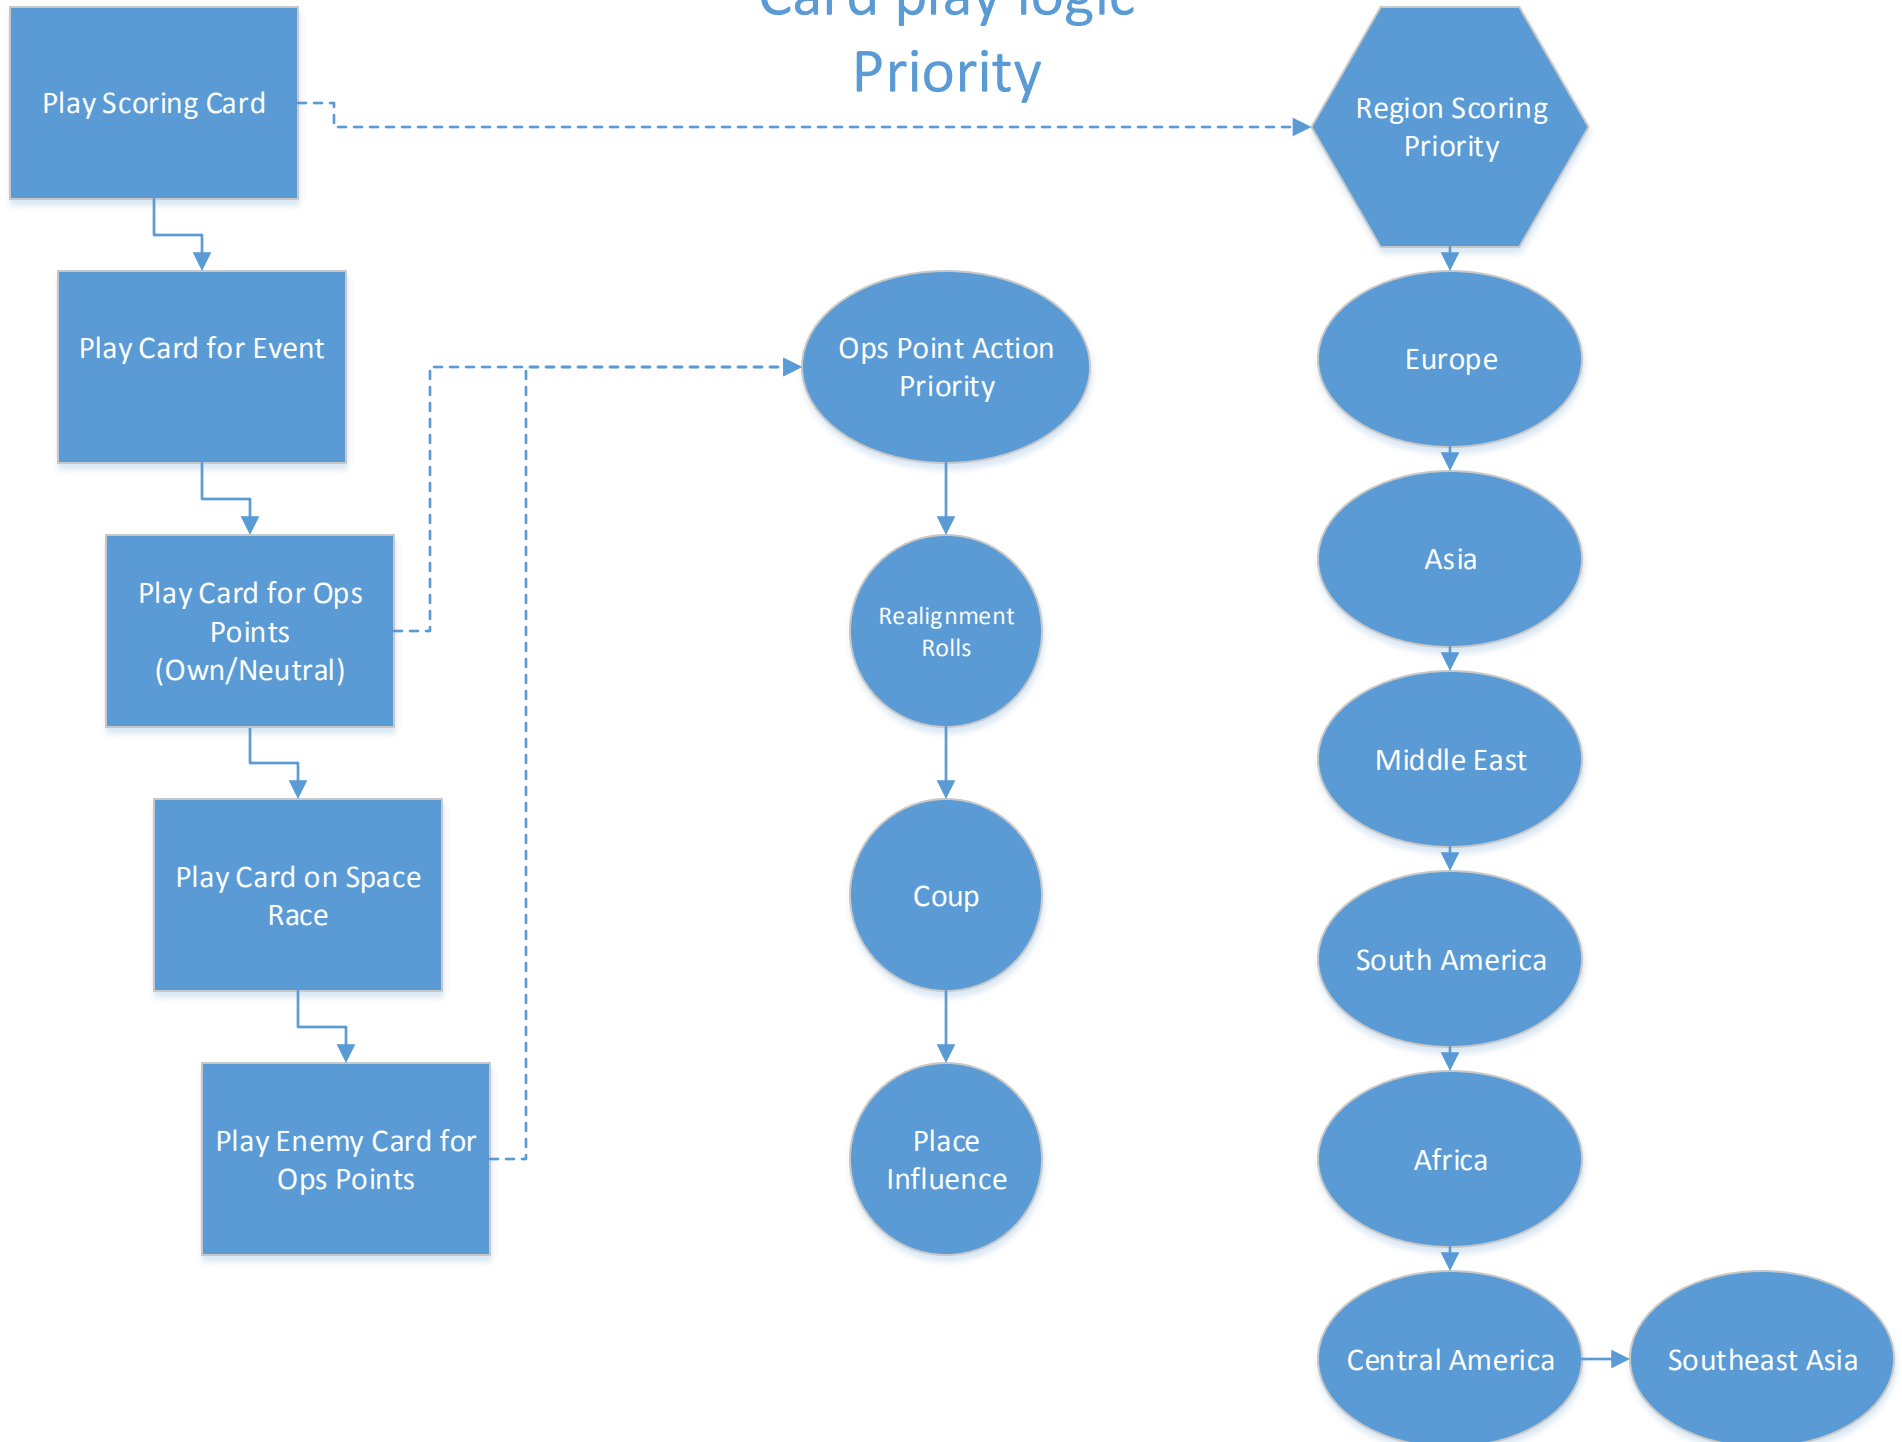 Card play logic
Priority
Play Scoring Card
Region Scoring
Priority
Play Card for Event
Ops Point Action
Priority
Europe
Asia
Play Card for Ops
Points
(Own/Neutral)
Realignment
Rolls
Middle East
Play Card on Space
Race
Coup
South America
Play Enemy Card for
Ops Points
Place
Influence
Africa
Central America
Southeast Asia